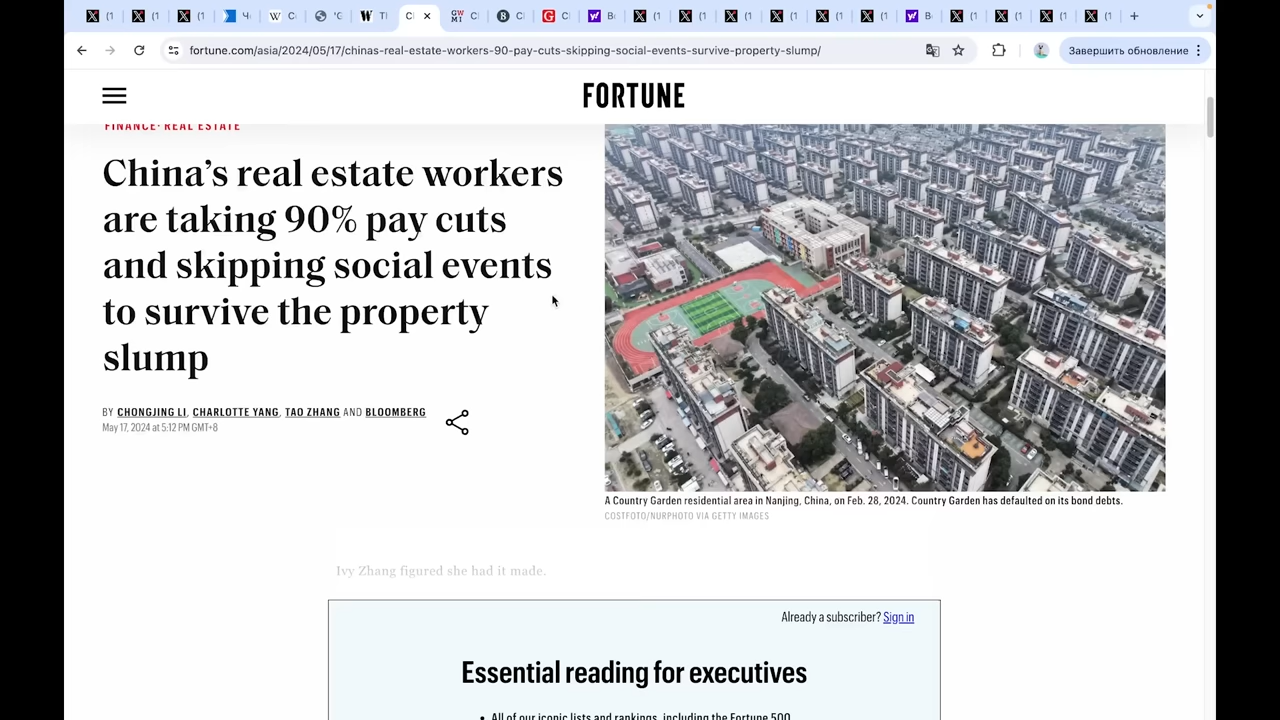 fortune.com/asia/2024/05/17/chinas-real-estate-workers-90-pay-cuts-skipping-social-events-survive-property-slump/
Завершить обновление
FORTUNE
FINANCE· REAL ESTATE
China’s real estate workers
are taking 90% pay cuts
and skipping social events
to survive the property
slump
BY CHONGJING LI, CHARLOTTE YANG, TAO ZHANG AND BLOOMBERG
May 17, 2024 at 5:12 PM GMT+8
A Country Garden residential area in Nanjing, China, on Feb. 28, 2024. Country Garden has defaulted on its bond debts.
COSTFOTO/NURPHOTO VIA GETTY IMAGES
Ivy Zhang figured she had it made.
Already a subscriber? Sign in
Essential reading for executives
• All of our iconic lists and rankings, including the Fortune 500